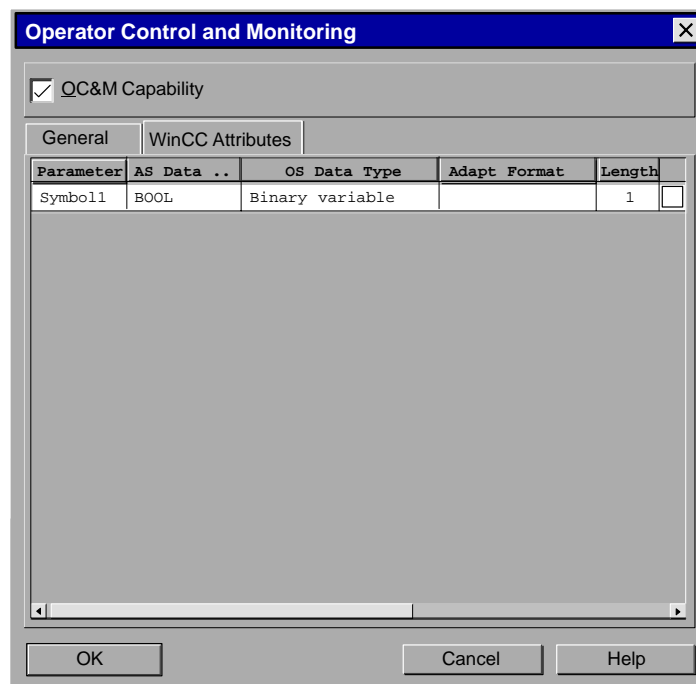 Operator Control and Monitoring
OC&M Capability
General WinCC Attributes
Parameter AS Data .. OS Data Type Adapt Format Length
Symbol1 BOOL Binary variable 1
OK Cancel Help